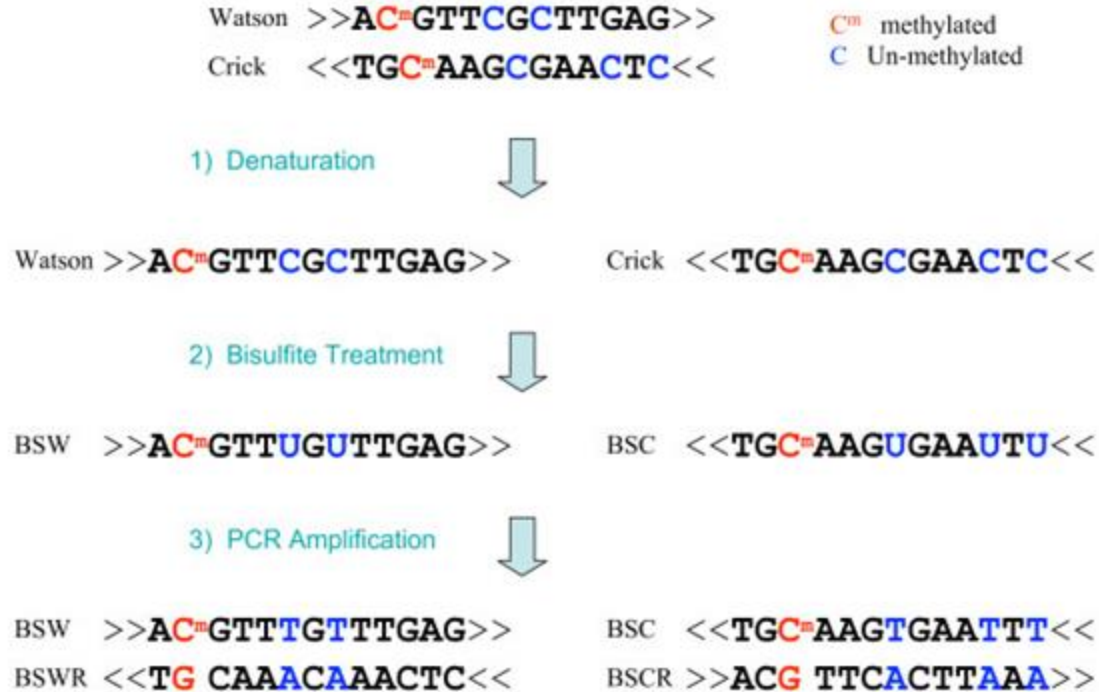 Watson >>ACᵐGTTCGCTTGAG>> Cᵐ methylated
Crick <<TGCᵐAAGCGAACTC<< C Un-methylated
1) Denaturation
Watson >>ACᵐGTTCGCTTGAG>> Crick <<TGCᵐAAGCGAACTC<<
2) Bisulfite Treatment
BSW >>ACᵐGTTUGUTTGAG>> BSC <<TGCᵐAAGUGAAUTU<<
3) PCR Amplification
BSW >>ACᵐGTTTGTTTGAG>> BSC <<TGCᵐAAGTGAATTT<<
BSWR <<TG CAAACAAACTC<< BSCR >>ACG TTCACTTAAA>>